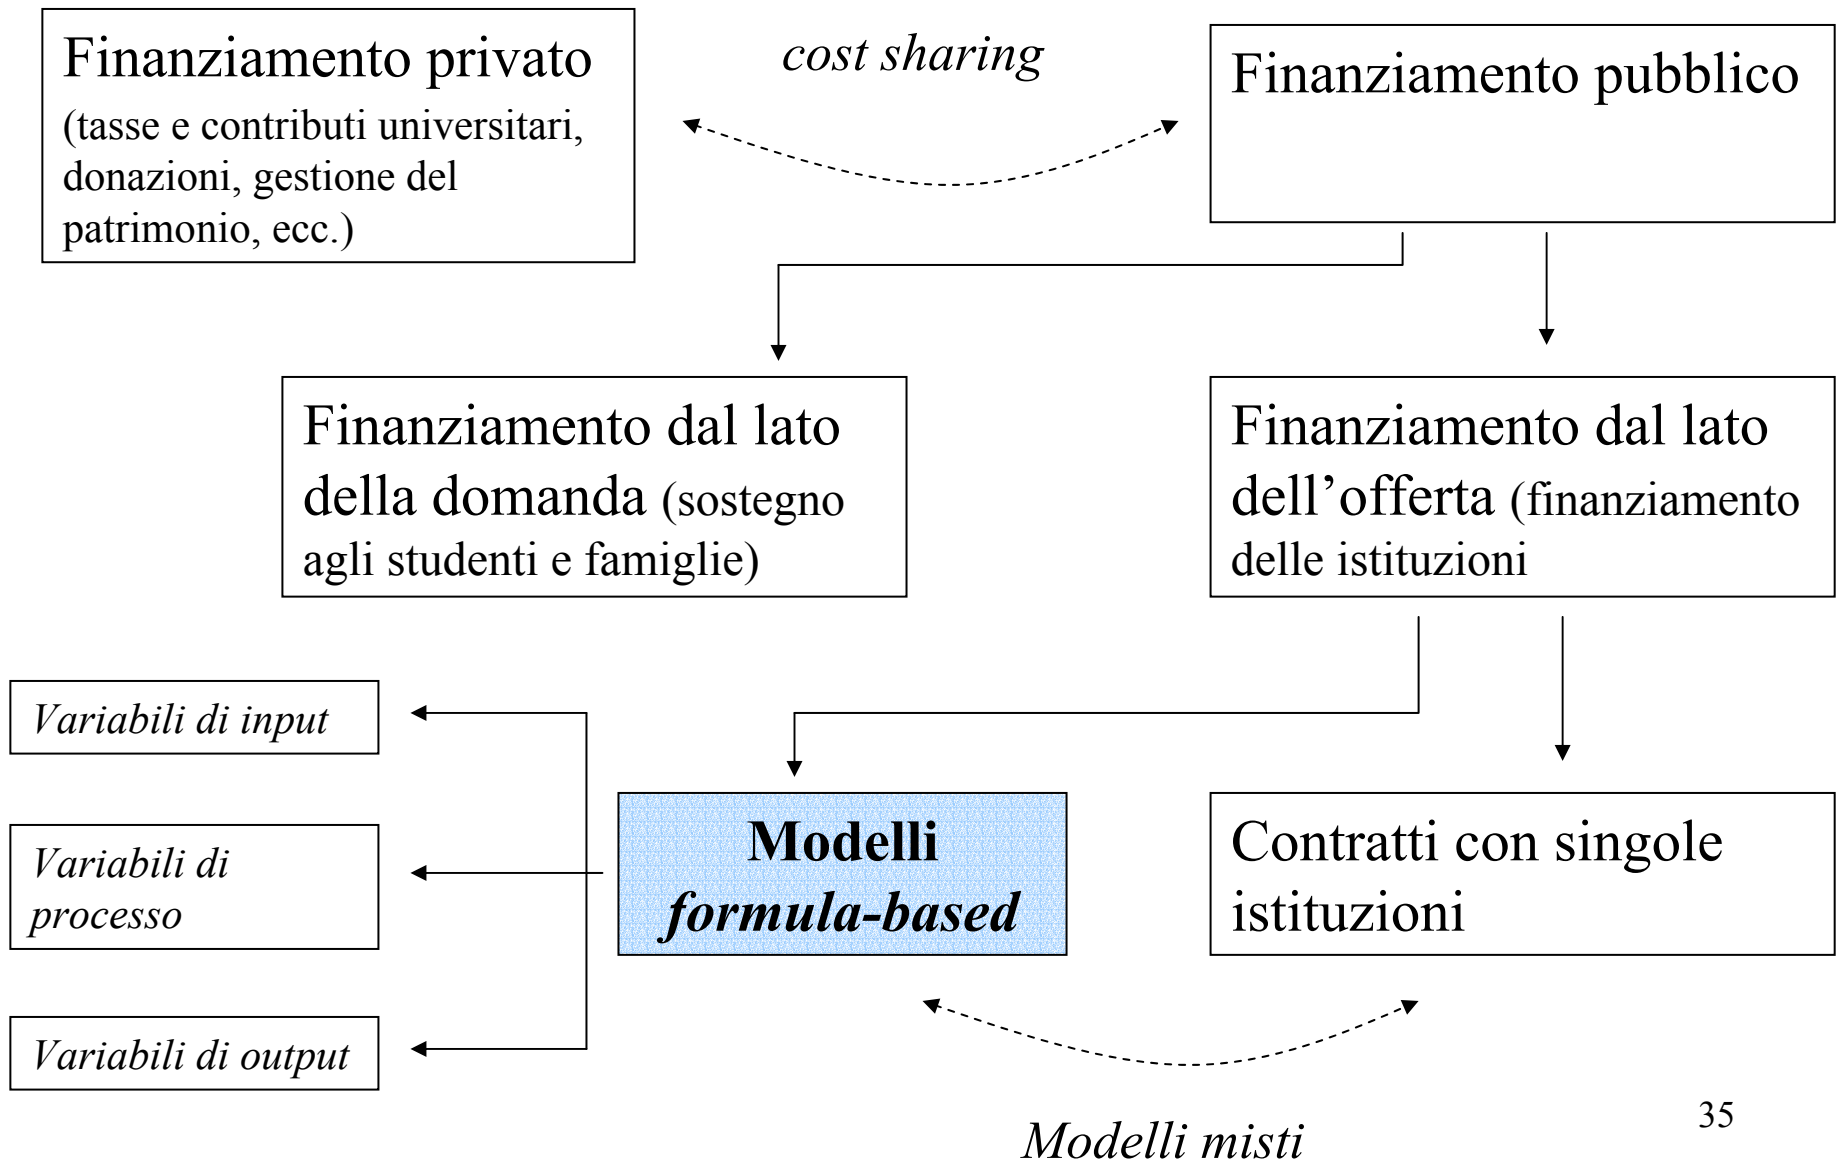 Finanziamento privato
(tasse e contributi universitari,
donazioni, gestione del
patrimonio, ecc.)
cost sharing
Finanziamento pubblico
Finanziamento dal lato
della domanda (sostegno
agli studenti e famiglie)
Finanziamento dal lato
dell’offerta (finanziamento
delle istituzioni
Variabili di input
Variabili di
processo
Variabili di output
Modelli
formula-based
Contratti con singole
istituzioni
Modelli misti
35